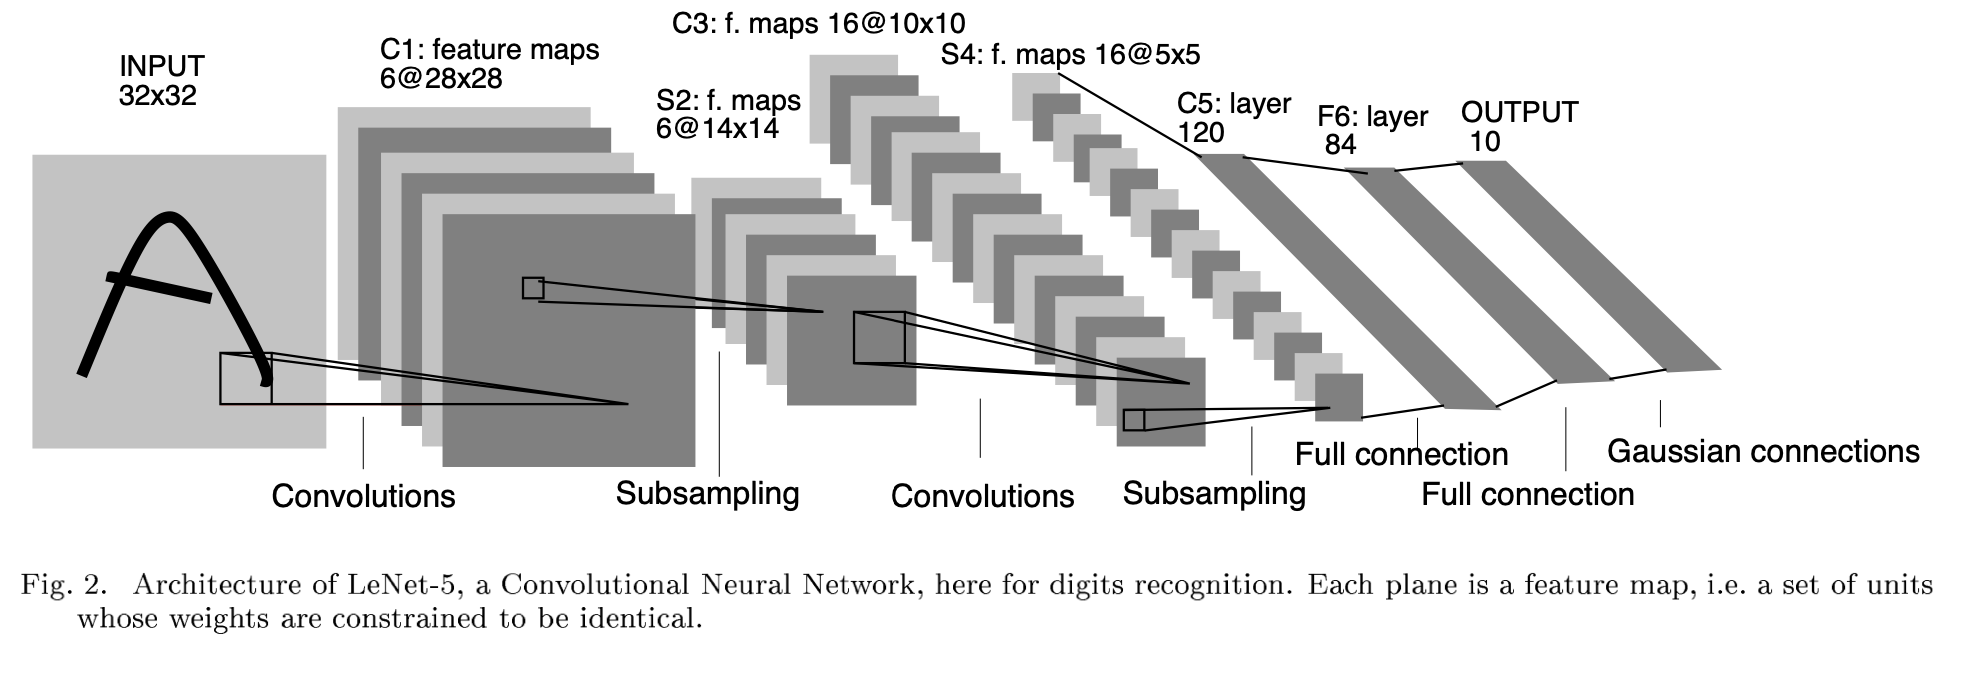 INPUT
32x32
C1: feature maps
6@28x28
S2: f. maps
6@14x14
C3: f. maps 16@10x10
S4: f. maps 16@5x5
C5: layer
120
F6: layer
84
OUTPUT
10
Convolutions
Subsampling
Convolutions
Subsampling
Full connection
Full connection
Gaussian connections
Fig. 2. Architecture of LeNet-5, a Convolutional Neural Network, here for digits recognition. Each plane is a feature map, i.e. a set of units
whose weights are constrained to be identical.